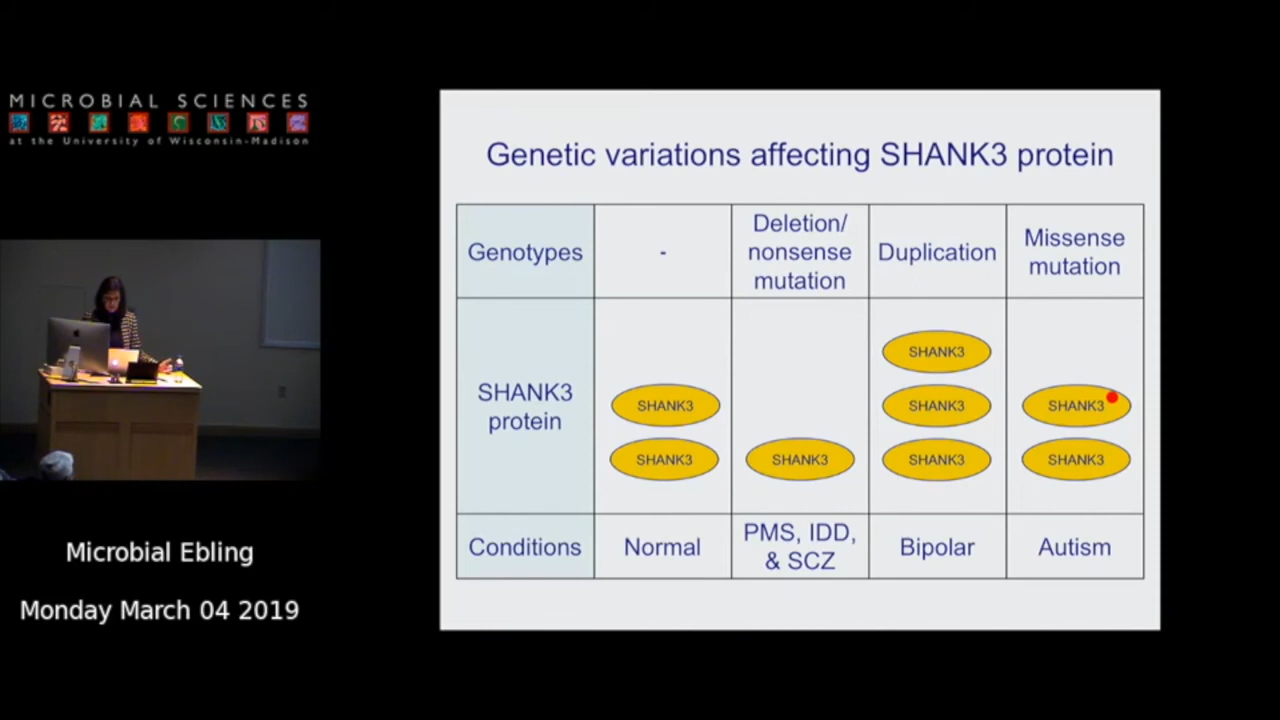 MICROBIAL SCIENCES
at the University of Wisconsin-Madison
Microbial Ebling
Monday March 04 2019
Genetic variations affecting SHANK3 protein
Genotypes
-
Deletion/
nonsense
mutation
Duplication
Missense
mutation
SHANK3
protein
SHANK3
SHANK3
SHANK3
SHANK3
SHANK3
SHANK3
SHANK3
SHANK3
Conditions
Normal
PMS, IDD,
& SCZ
Bipolar
Autism